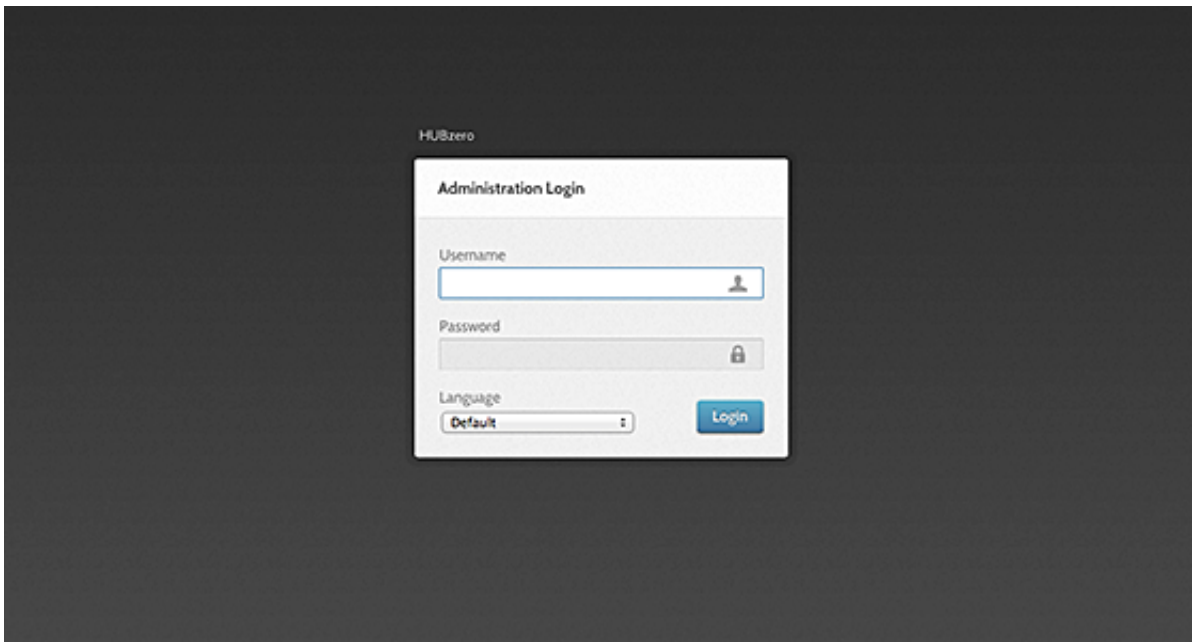 HUBzero
Administration Login
Username
Password
Language
Default
Login